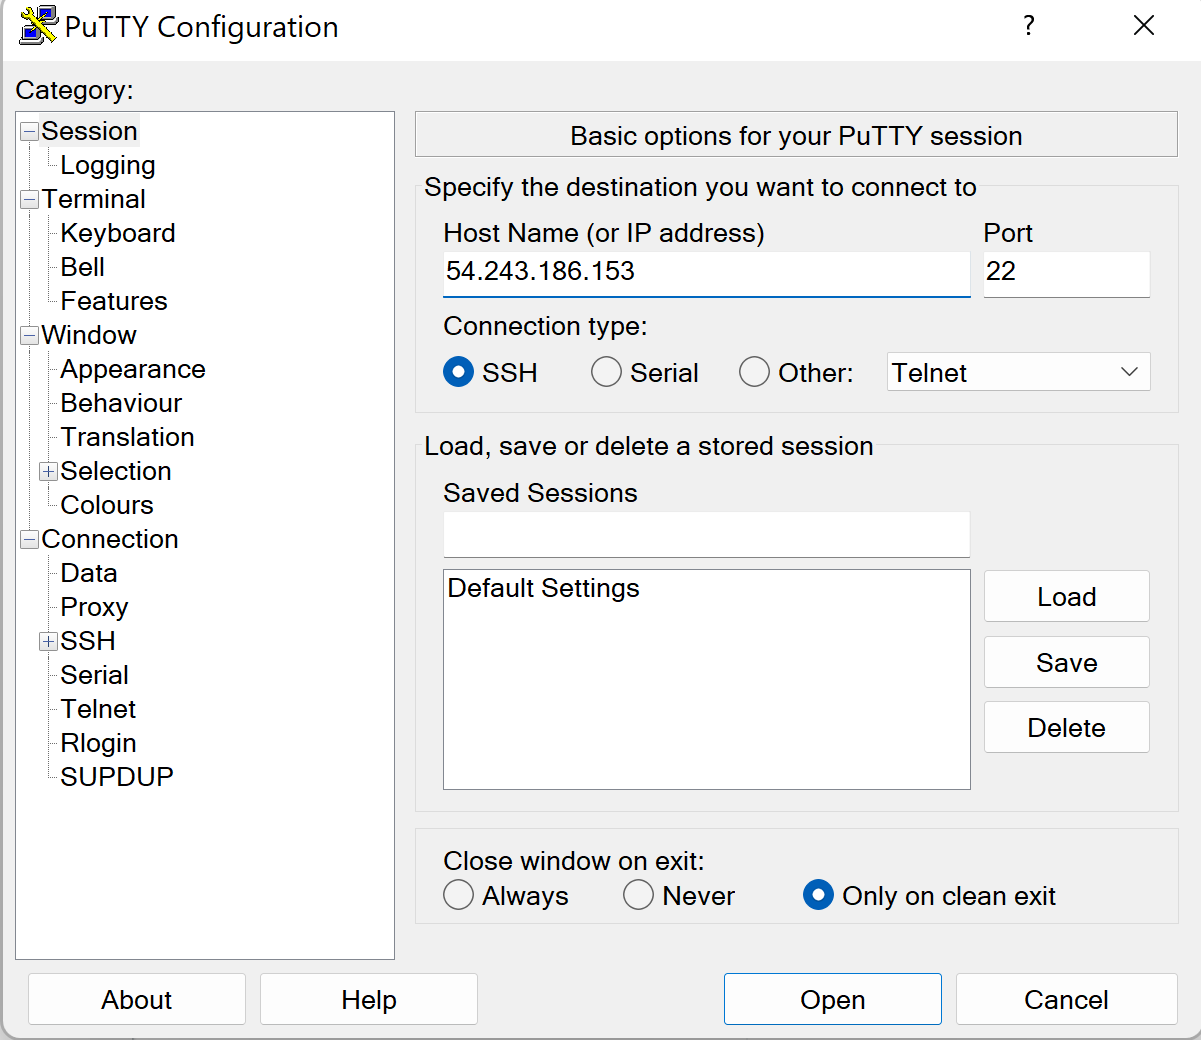 PuTTY Configuration
?
Category:
Session
Logging
Terminal
Keyboard
Bell
Features
Window
Appearance
Behaviour
Translation
Selection
Colours
Connection
Data
Proxy
SSH
Serial
Telnet
Rlogin
SUPDUP
Basic options for your PuTTY session
Specify the destination you want to connect to
Host Name (or IP address) Port
54.243.186.153 22
Connection type:
SSH Serial Other: Telnet
Load, save or delete a stored session
Saved Sessions
Default Settings
Load
Save
Delete
Close window on exit:
Always Never Only on clean exit
About Help Open Cancel